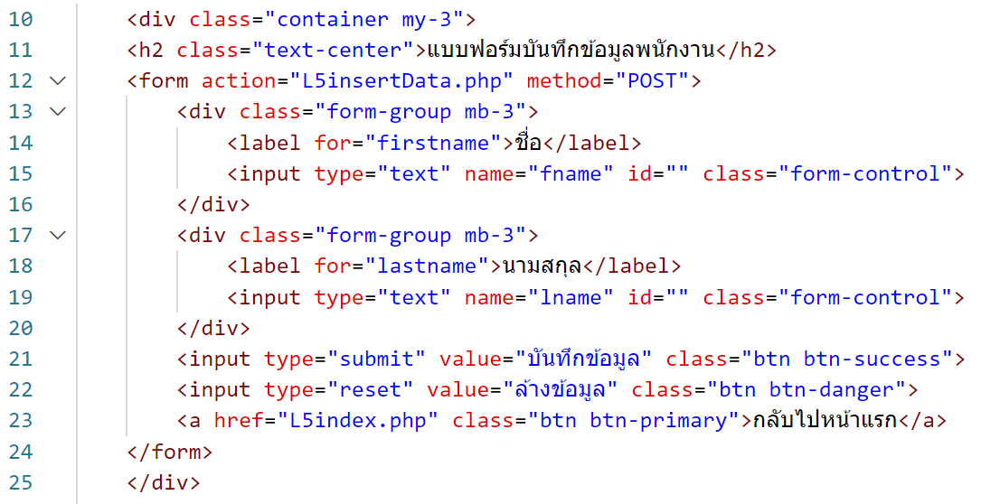 10 <div class="container my-3">
11 <h2 class="text-center">แบบฟอร์มบันทึกข้อมูลพนักงาน</h2>
12 <form action="L5insertData.php" method="POST">
13 <div class="form-group mb-3">
14 <label for="firstname">ชื่อ</label>
15 <input type="text" name="fname" id="" class="form-control">
16 </div>
17 <div class="form-group mb-3">
18 <label for="lastname">นามสกุล</label>
19 <input type="text" name="lname" id="" class="form-control">
20 </div>
21 <input type="submit" value="บันทึกข้อมูล" class="btn btn-success">
22 <input type="reset" value="ล้างข้อมูล" class="btn btn-danger">
23 <a href="L5index.php" class="btn btn-primary">กลับไปหน้าแรก</a>
24 </form>
25 </div>